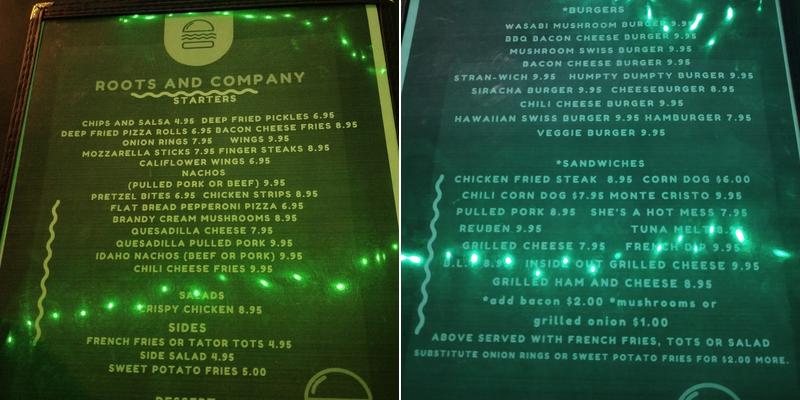 ROOTS AND COMPANY
STARTERS
CHIPS AND SALSA 4.95 DEEP FRIED PICKLES 6.95
DEEP FRIED PIZZA ROLLS 6.95 BACON CHEESE FRIES 8.95
ONION RINGS 7.95 WINGS 9.95
MOZZARELLA STICKS 7.95 FINGER STEAKS 8.95
CALIFLOWER WINGS 6.95
NACHOS
(PULLED PORK OR BEEF) 9.95
PRETZEL BITES 6.95 CHICKEN STRIPS 8.95
FLAT BREAD PEPPERONI PIZZA 6.95
BRANDY CREAM MUSHROOMS 8.95
QUESADILLA CHEESE 7.95
QUESADILLA PULLED PORK 9.95
IDAHO NACHOS (BEEF OR PORK) 9.95
CHILI CHEESE FRIES 9.95
SALADS
CRISPY CHICKEN 8.95
SIDES
FRENCH FRIES OR TATOR TOTS 4.95
SIDE SALAD 4.95
SWEET POTATO FRIES 5.00
DESSERT
*BURGERS
WASABI MUSHROOM BURGER 9.95
BBQ BACON CHEESE BURGER 9.95
MUSHROOM SWISS BURGER 9.95
BACON CHEESE BURGER 9.95
STRAN-WICH 9.95 HUMPTY DUMPTY BURGER 9.95
SIRACHA BURGER 9.95 CHEESEBURGER 8.95
CHILI CHEESE BURGER 9.95
HAWAIIAN SWISS BURGER 9.95 HAMBURGER 7.95
VEGGIE BURGER 9.95
*SANDWICHES
CHICKEN FRIED STEAK 8.95 CORN DOG $6.00
CHILI CORN DOG $7.95 MONTE CRISTO 9.95
PULLED PORK 8.95 SHE'S A HOT MESS 7.95
REUBEN 9.95 TUNA MELT
GRILLED CHEESE 7.95 FRENCH DIP 9.95
B.L.T 8.95 INSIDE OUT GRILLED CHEESE 9.95
GRILLED HAM AND CHEESE 8.95
*add bacon $2.00 *mushrooms or
grilled onion $1.00
ABOVE SERVED WITH FRENCH FRIES, TOTS OR SALAD
SUBSTITUTE ONION RINGS OR SWEET POTATO FRIES FOR $2.00 MORE.